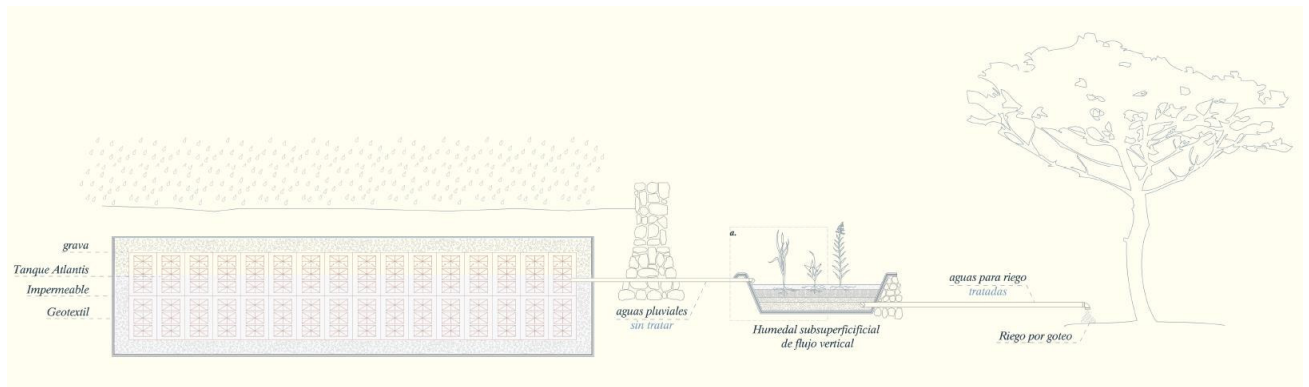 grava
Tanque Atlantis
Impermeable
Geotextil
aguas pluviales
sin tratar
a.
Humedal subsuperficificial
de flujo vertical
aguas para riego
tratadas
Riego por goteo